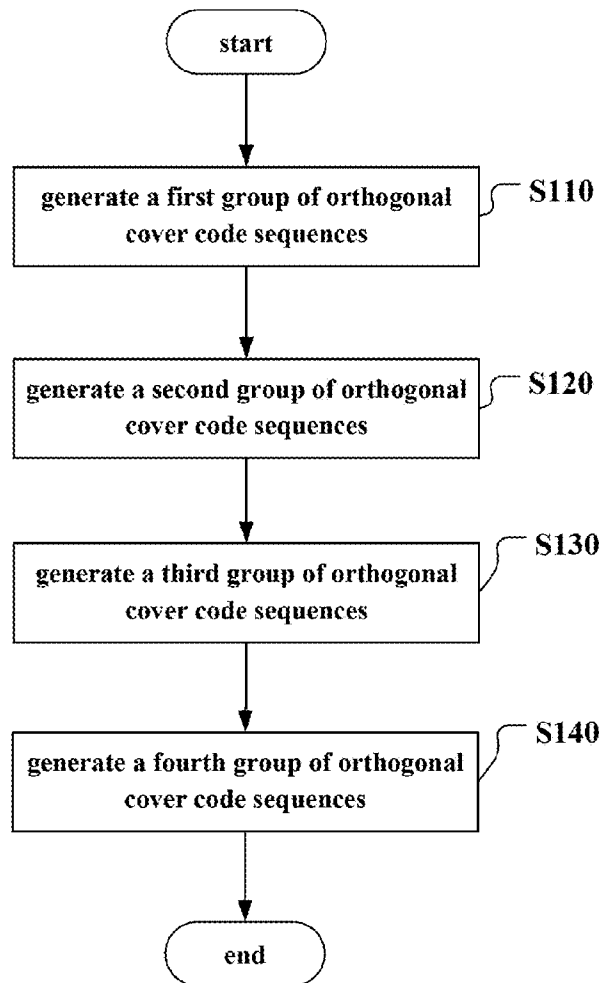 start
generate a first group of orthogonal
cover code sequences
S110
generate a second group of orthogonal
cover code sequences
S120
generate a third group of orthogonal
cover code sequences
S130
generate a fourth group of orthogonal
cover code sequences
S140
end